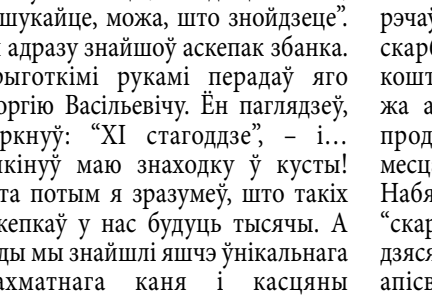 шукайце, можа, што знойдзеце”.
адразу знайшоў аскепак збанка.
рыготкімі рукамі перадаў яго
оргію Васільевічу. Ён паглядзеў,
ркнуў: “XI стагоддзе”, – і…
кінуў маю знаходку ў кусты!
та потым я зразумеў, што такіх
кепкаў у нас будуць тысячы. А
ды мы знайшлі яшчэ ўнікальнага
ахматнага каня і касцяны
рэчаў
скарб
кошт
жа а
прод
месц
Набя
“скар
дзяся
апісв